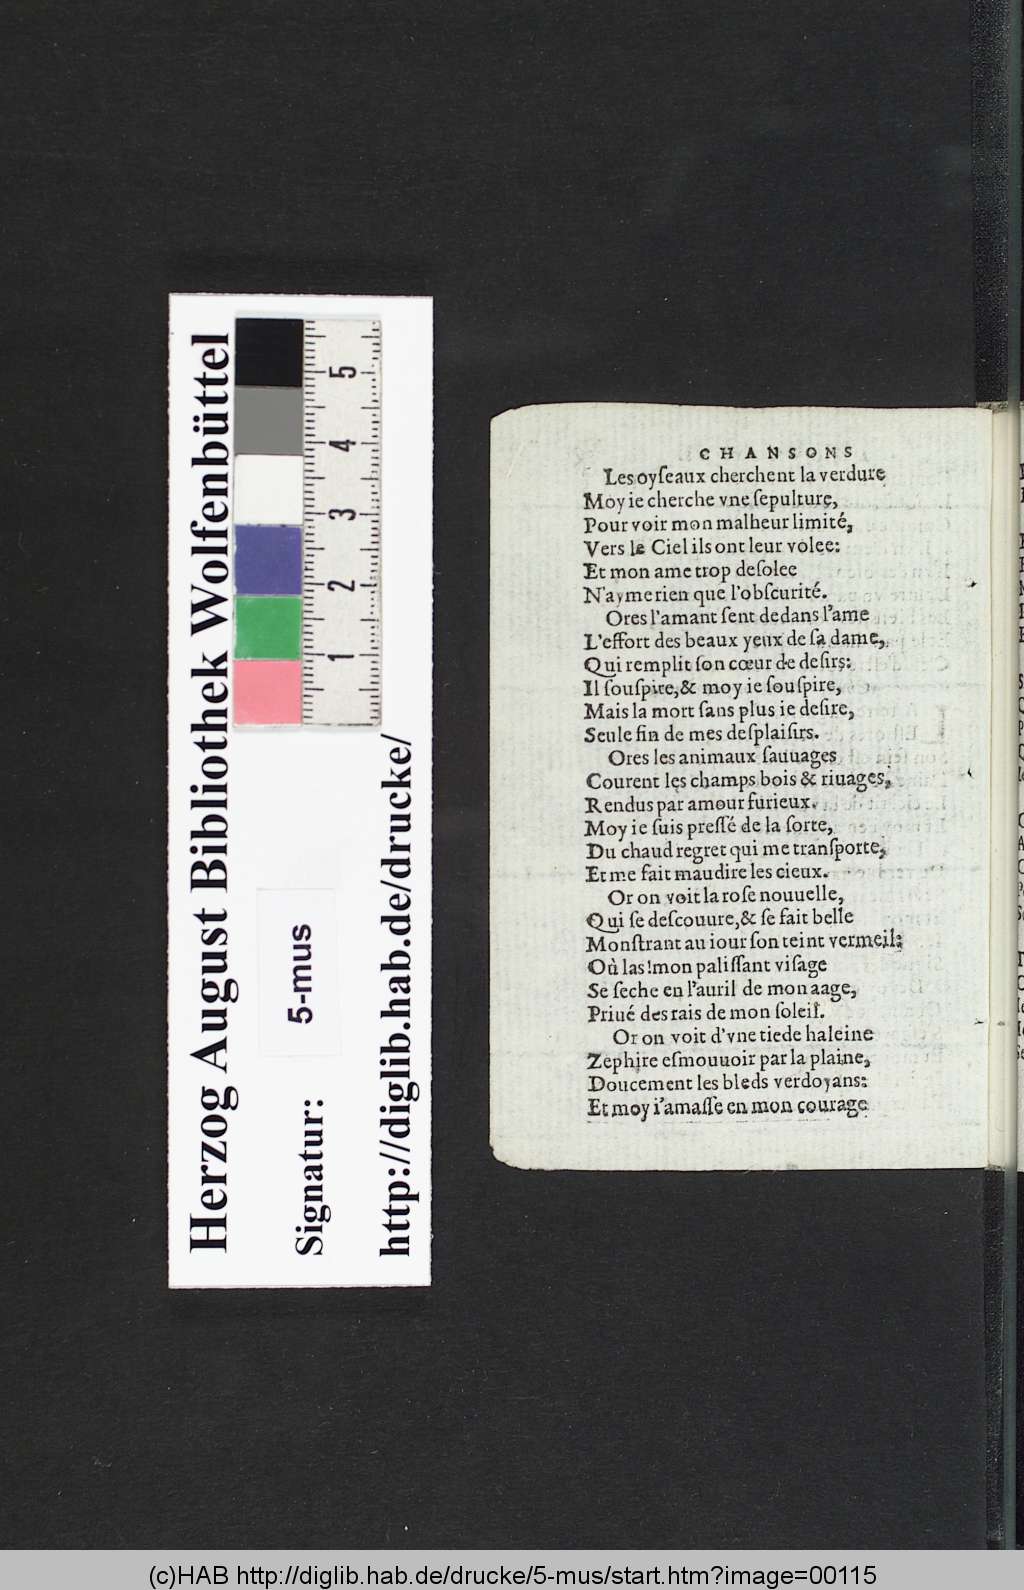 Herzog August Bibliothek Wolfenbüttel
Signatur: 5-mus
http://diglib.hab.de/drucke/
1 2 3 4 5
CHANSONS
Les oyſeaux cherchent la verdure
Moy ie cherche vne ſepulture,
Pour voir mon malheur limité,
Vers le Ciel ils ont leur volee:
Et mon ame trop deſolee
N'ayme rien que l'obſcurité.
Ores l'amant ſent dedans l'ame
L'effort des beaux yeux de ſa dame,
Qui remplit ſon cœur de deſirs:
Il ſouſpire,& moy ie ſouſpire,
Mais la mort ſans plus ie deſire,
Seule fin de mes deſplaiſirs.
Ores les animaux ſauuages
Courent les champs bois & riuages,
Rendus par amour furieux.
Moy ie ſuis preſſé de la ſorte,
Du chaud regret qui me tranſporte,
Et me fait maudire les cieux.
Or on voit la roſe nouuelle,
Qui ſe deſcouure,& ſe fait belle
Monſtrant au iour ſon teint vermeil:
Où las!mon paliſſant viſage
Se ſeche en l'auril de mon aage,
Priué des rais de mon ſoleil.
Or on voit d'vne tiede haleine
Zephire eſmouuoir par la plaine,
Doucement les bleds verdoyans:
Et moy i'amaſſe en mon courage
(c)HAB http://diglib.hab.de/drucke/5-mus/start.htm?image=00115